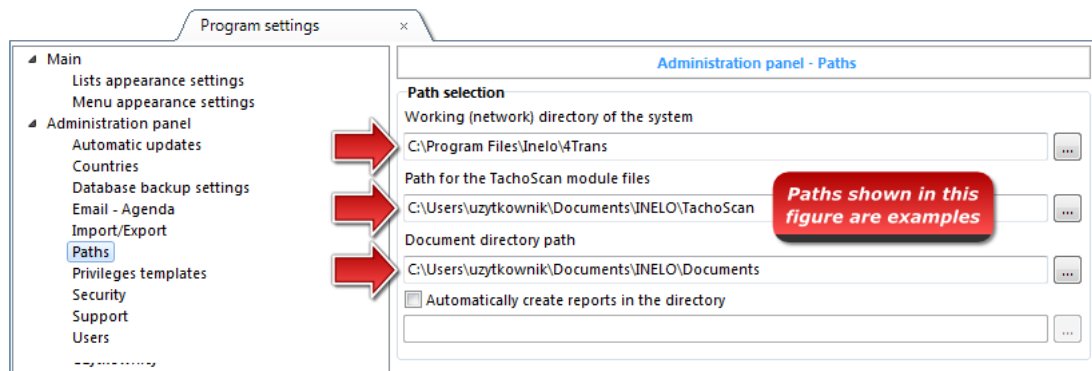 Program settings
×
Main
Lists appearance settings
Menu appearance settings
Administration panel
Automatic updates
Countries
Database backup settings
Email - Agenda
Import/Export
Paths
Privileges templates
Security
Support
Users
Administration panel - Paths
Path selection
Working (network) directory of the system
C:\Program Files\Inelo\4Trans
...
Path for the TachoScan module files
C:\Users\uzytkownik\Documents\INELO\TachoScan
...
Paths shown in this
figure are examples
Document directory path
C:\Users\uzytkownik\Documents\INELO\Documents
...
Automatically create reports in the directory
...